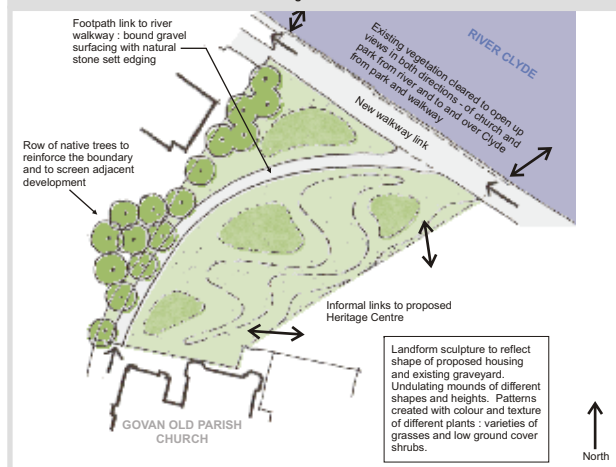 Footpath link to river
walkway : bound gravel
surfacing with natural
stone sett edging
RIVER CLYDE
Existing vegetation cleared to open up
views in both directions - of church and
park from river and to and over Clyde
from park and walkway
New walkway link
Row of native trees to
reinforce the boundary
and to screen adjacent
development
Informal links to proposed
Heritage Centre
Landform sculpture to reflect
shape of proposed housing
and existing graveyard.
Undulating mounds of different
shapes and heights. Patterns
created with colour and texture
of different plants : varieties of
grasses and low ground cover
shrubs.
GOVAN OLD PARISH
CHURCH
North